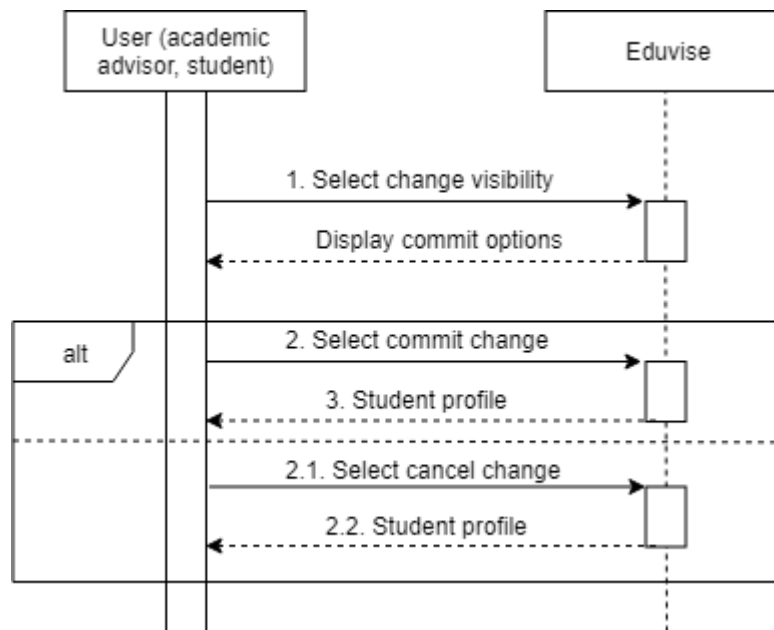 User (academic
advisor, student)
Eduvise
1. Select change visibility
Display commit options
alt
2. Select commit change
3. Student profile
2.1. Select cancel change
2.2. Student profile